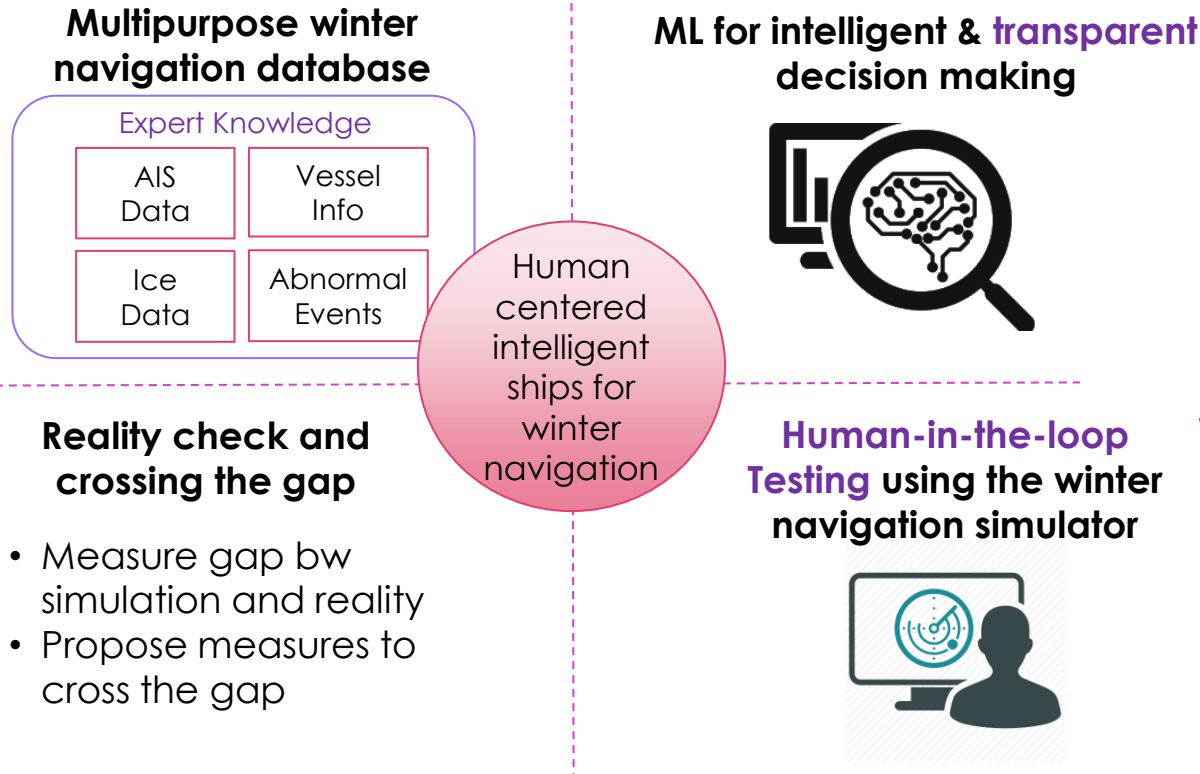 Multipurpose winter
navigation database
Expert Knowledge
AIS
Data
Vessel
Info
Ice
Data
Abnormal
Events
ML for intelligent & transparent
decision making
Human
centered
intelligent
ships for
winter
navigation
Reality check and
crossing the gap
• Measure gap bw
simulation and reality
• Propose measures to
cross the gap
Human-in-the-loop
Testing using the winter
navigation simulator